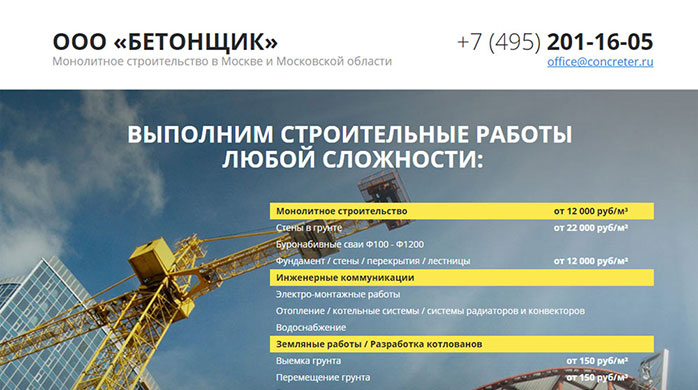 ООО «БЕТОНЩИК»
+7 (495) 201-16-05
Монолитное строительство в Москве и Московской области
office@concreter.ru
ВЫПОЛНИМ СТРОИТЕЛЬНЫЕ РАБОТЫ
ЛЮБОЙ СЛОЖНОСТИ:
Монолитное строительство от 12 000 руб/м³
Стены в грунте от 22 000 руб/м³
Буронабивные сваи Ф100 - Ф1200
Фундамент / стены / перекрытия / лестницы от 12 000 руб/м³
Инженерные коммуникации
Электро-монтажные работы
Отопление / котельные системы / системы радиаторов и конвекторов
Водоснабжение
Земляные работы / Разработка котлованов
Выемка грунта от 150 руб/м³
Перемещение грунта от 150 руб/м³